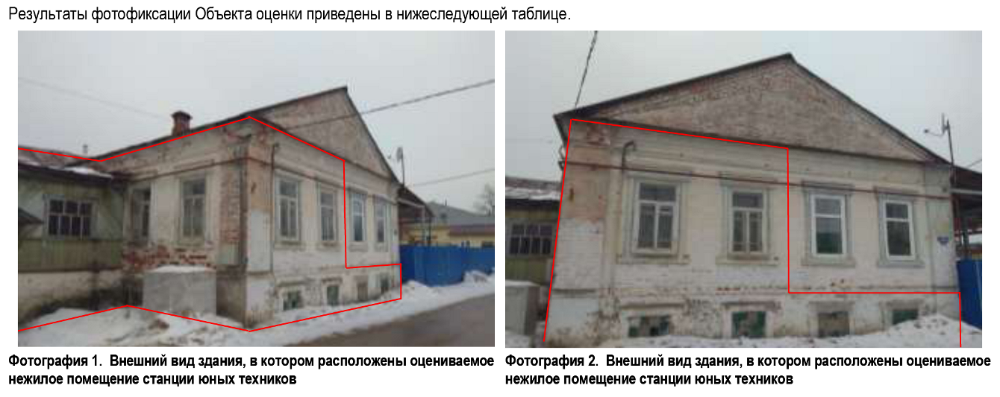 Результаты фотофиксации Объекта оценки приведены в нижеследующей таблице.
Фотография 1. Внешний вид здания, в котором расположены оцениваемое
нежилое помещение станции юных техников
Фотография 2. Внешний вид здания, в котором расположены оцениваемое
нежилое помещение станции юных техников